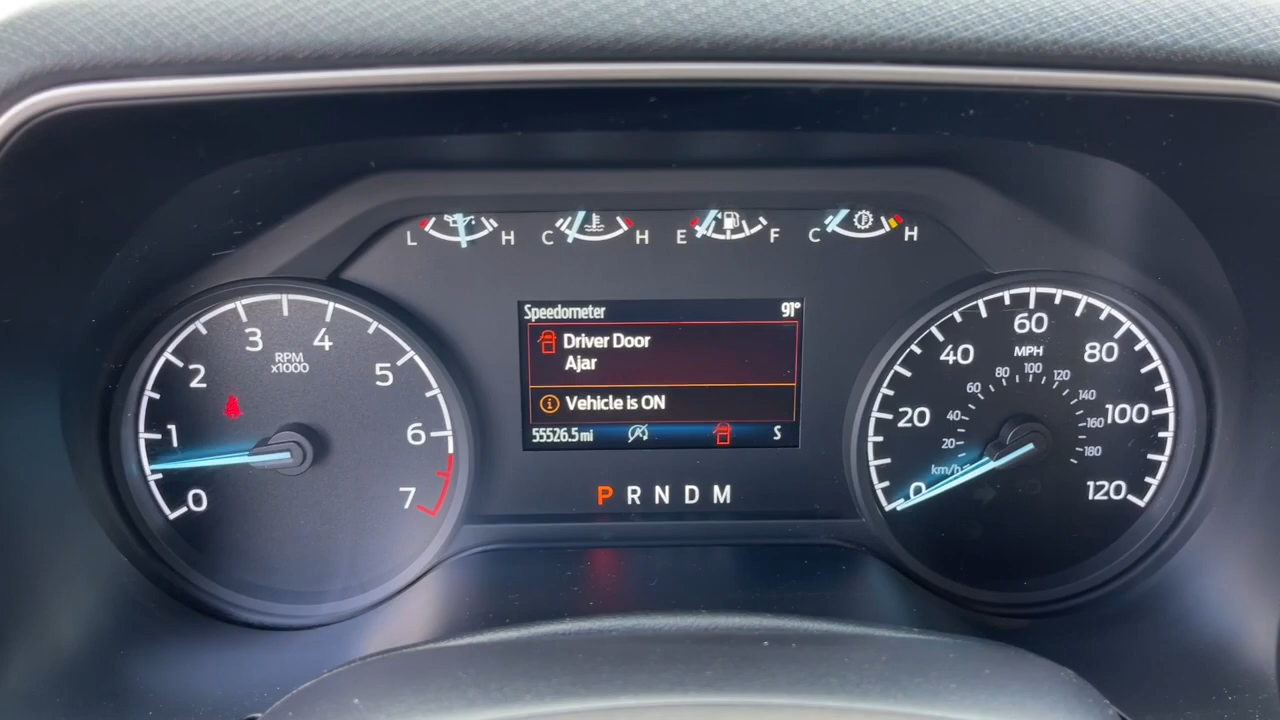 L H C H E F C H
Speedometer 91°
Driver Door
Ajar
Vehicle is ON
55526.5 mi S
P R N D M
0 1 2 3 4 5 6 7
RPM
x1000
0 20 40 60 80 100 120
MPH
20 40 60 80 100 120 140 160 180
km/h